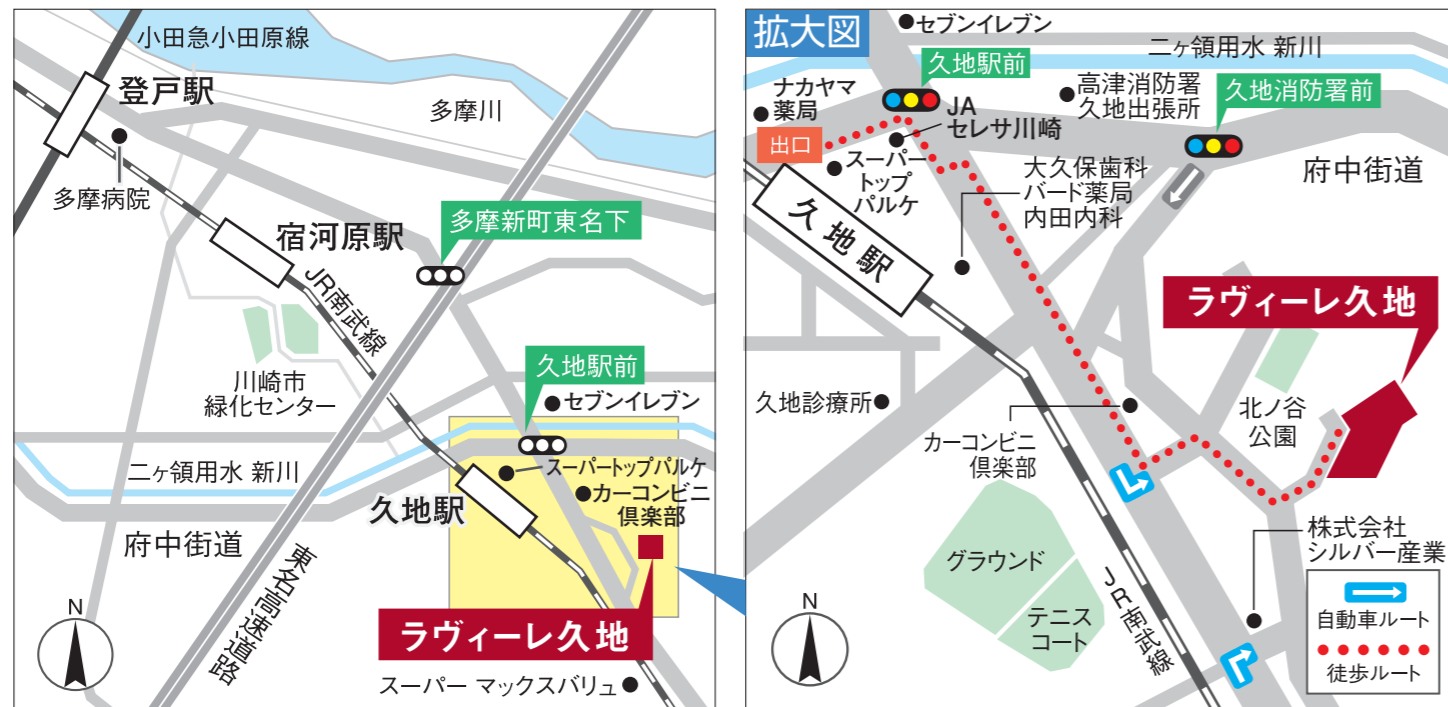 小田急小田原線
登戸駅
多摩川
多摩病院
宿河原駅
多摩新町東名下
JR南武線
川崎市
緑化センター
久地駅前
セブンイレブン
二ヶ領用水 新川
スーパートップパルケ
カーコンビニ
倶楽部
久地駅
府中街道
東名高速道路
N
ラヴィーレ久地
スーパー マックスバリュ
拡大図
セブンイレブン
二ヶ領用水 新川
久地駅前
ナカヤマ
薬局
高津消防署
久地出張所
久地消防署前
JA
セレサ川崎
出口
スーパー
トップ
パルケ
大久保歯科
バード薬局
内田内科
府中街道
久地駅
ラヴィーレ久地
久地診療所
北ノ谷
公園
カーコンビニ
倶楽部
グラウンド
テニス
コート
JR南武線
株式会社
シルバー産業
N
自動車ルート
徒歩ルート